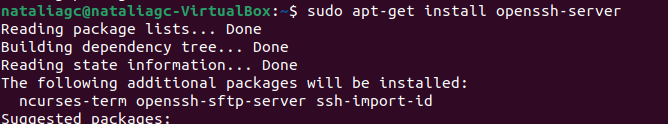 nataliagc@nataliagc-VirtualBox:~$ sudo apt-get install openssh-server
Reading package lists... Done
Building dependency tree... Done
Reading state information... Done
The following additional packages will be installed:
  ncurses-term openssh-sftp-server ssh-import-id
Suggested packages: